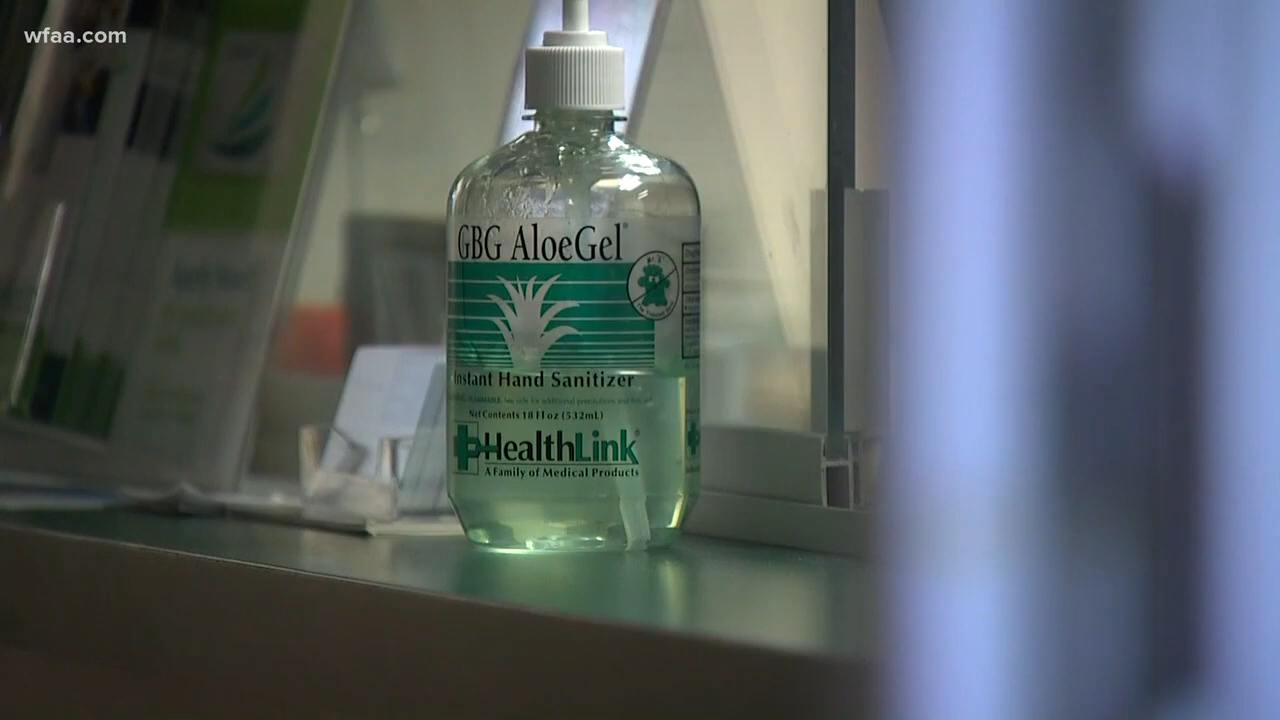 wfaa.com
GBG AloeGel®
Instant Hand Sanitizer
Net Contents 18 Fl oz (532mL)
HealthLink®
A Family of Medical Products